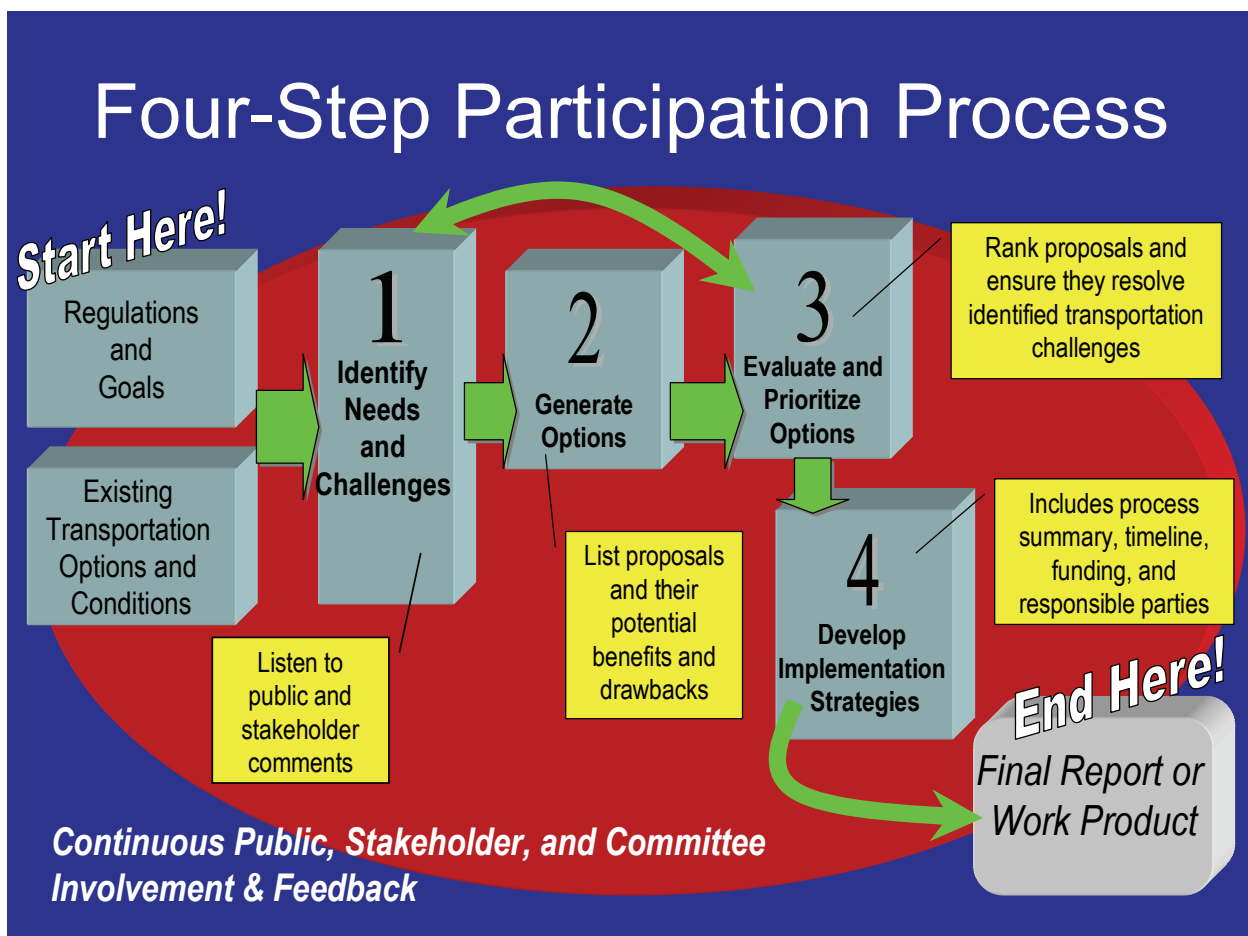 Four-Step Participation Process
Start Here!
Regulations
and
Goals
Existing
Transportation
Options and
Conditions
1
Identify
Needs
and
Challenges
Listen to
public and
stakeholder
comments
2
Generate
Options
List proposals
and their
potential
benefits and
drawbacks
3
Evaluate and
Prioritize
Options
Rank proposals and
ensure they resolve
identified transportation
challenges
4
Develop
Implementation
Strategies
Includes process
summary, timeline,
funding, and
responsible parties
End Here!
Final Report or
Work Product
Continuous Public, Stakeholder, and Committee
Involvement & Feedback